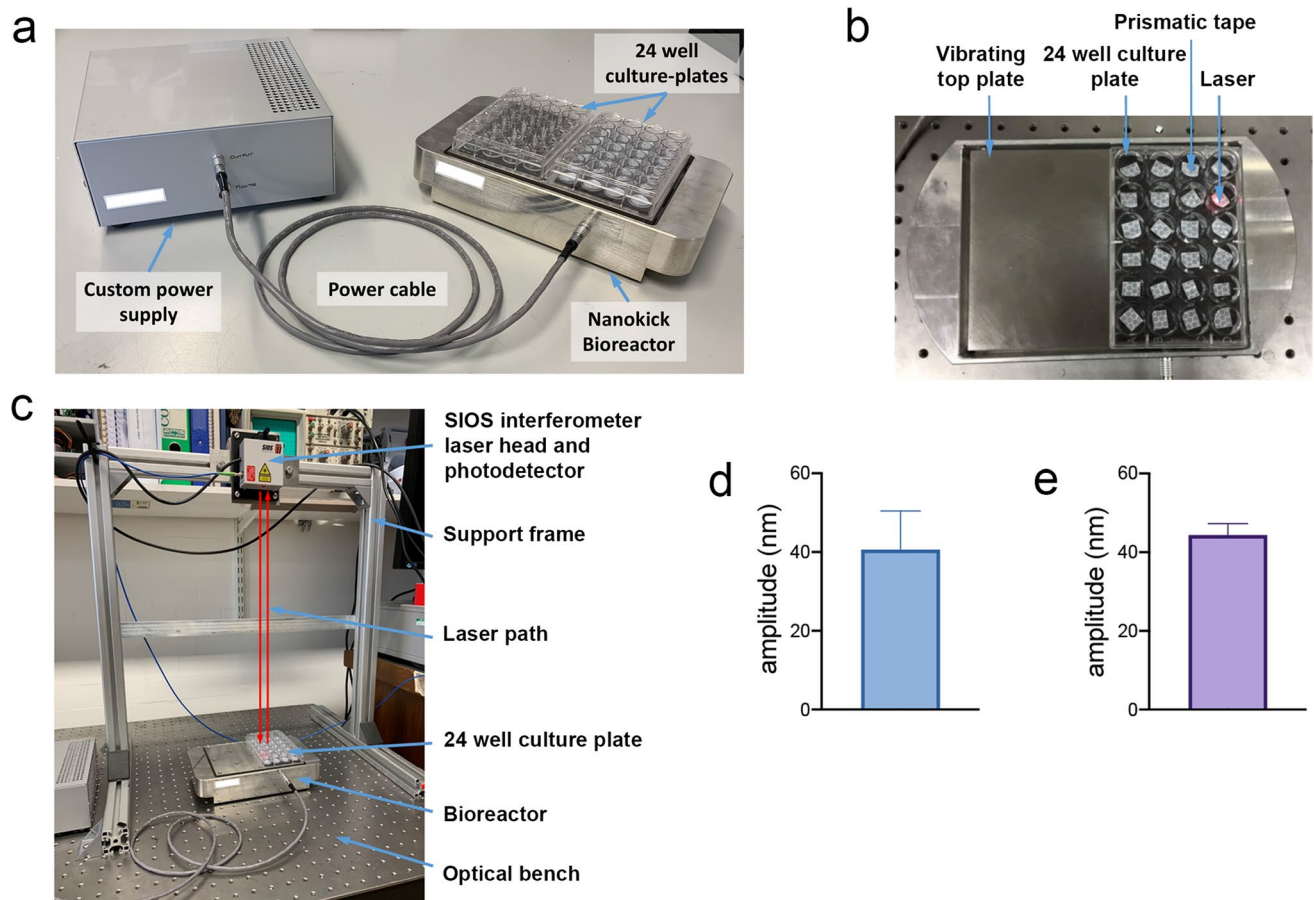 a
24 well
culture-plates
OUTPUT
Custom power
supply
Power cable
Nanokick
Bioreactor
b
Prismatic tape
Vibrating
top plate
24 well culture
plate
Laser
A
B
C
D
c
SIOS
SIOS interferometer
laser head and
photodetector
Support frame
Laser path
24 well culture plate
Bioreactor
Optical bench
d
amplitude (nm)
60
40
20
0
e
amplitude (nm)
60
40
20
0